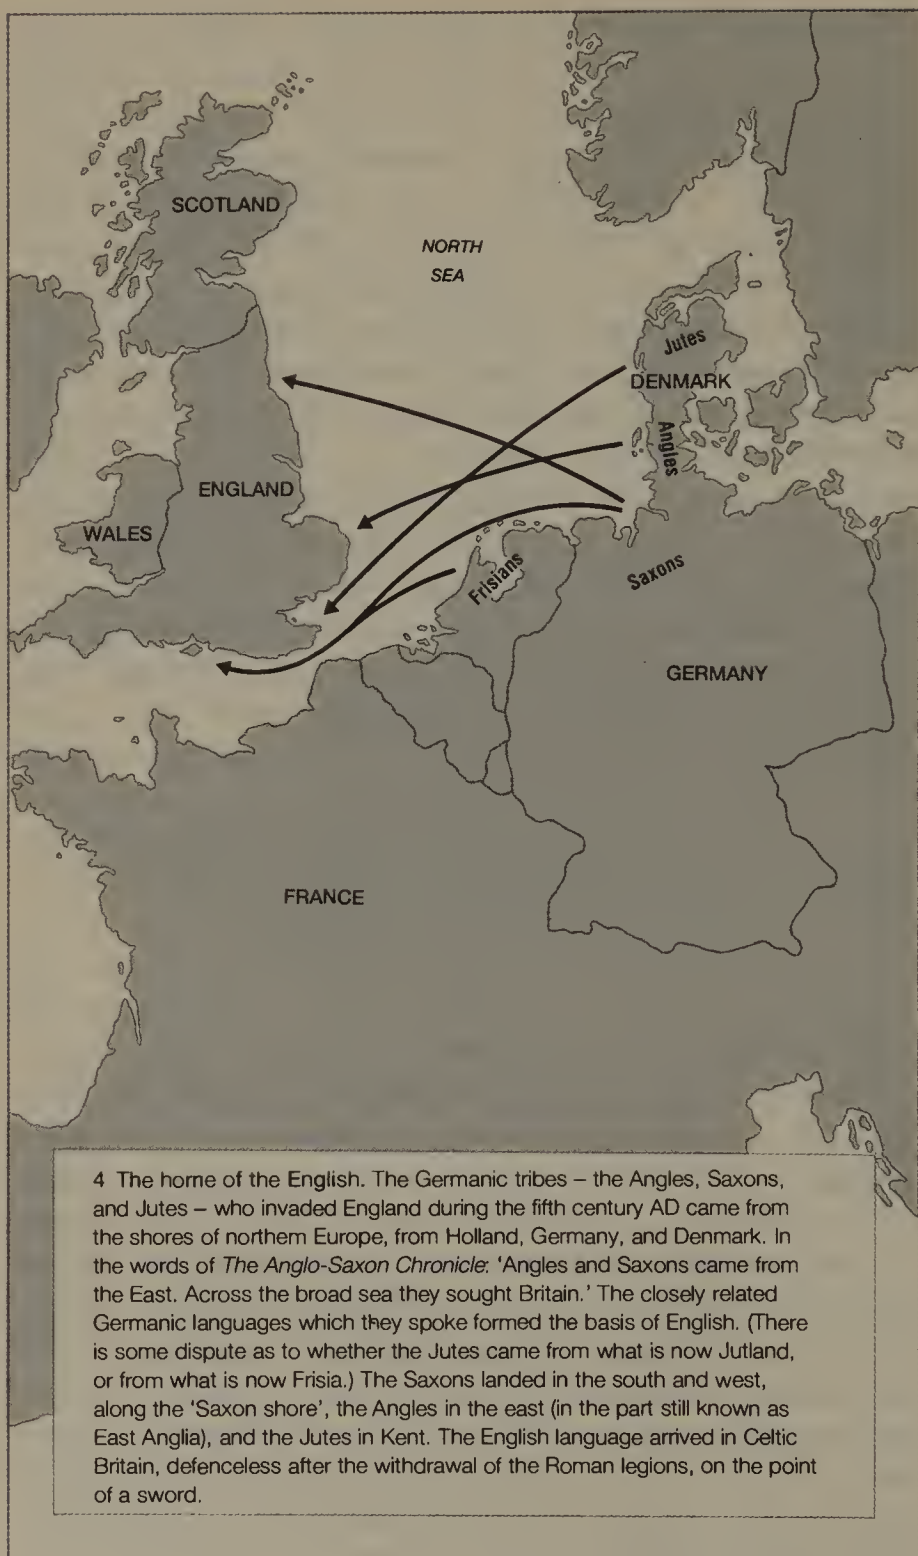 SCOTLAND
NORTH
SEA
Jutes
DENMARK
Angles
ENGLAND
WALES
Frisians
Saxons
GERMANY
FRANCE
4 The home of the English. The Germanic tribes – the Angles, Saxons,
and Jutes – who invaded England during the fifth century AD came from
the shores of northern Europe, from Holland, Germany, and Denmark. In
the words of The Anglo-Saxon Chronicle: ‘Angles and Saxons came from
the East. Across the broad sea they sought Britain.’ The closely related
Germanic languages which they spoke formed the basis of English. (There
is some dispute as to whether the Jutes came from what is now Jutland,
or from what is now Frisia.) The Saxons landed in the south and west,
along the ‘Saxon shore’, the Angles in the east (in the part still known as
East Anglia), and the Jutes in Kent. The English language arrived in Celtic
Britain, defenceless after the withdrawal of the Roman legions, on the point
of a sword.